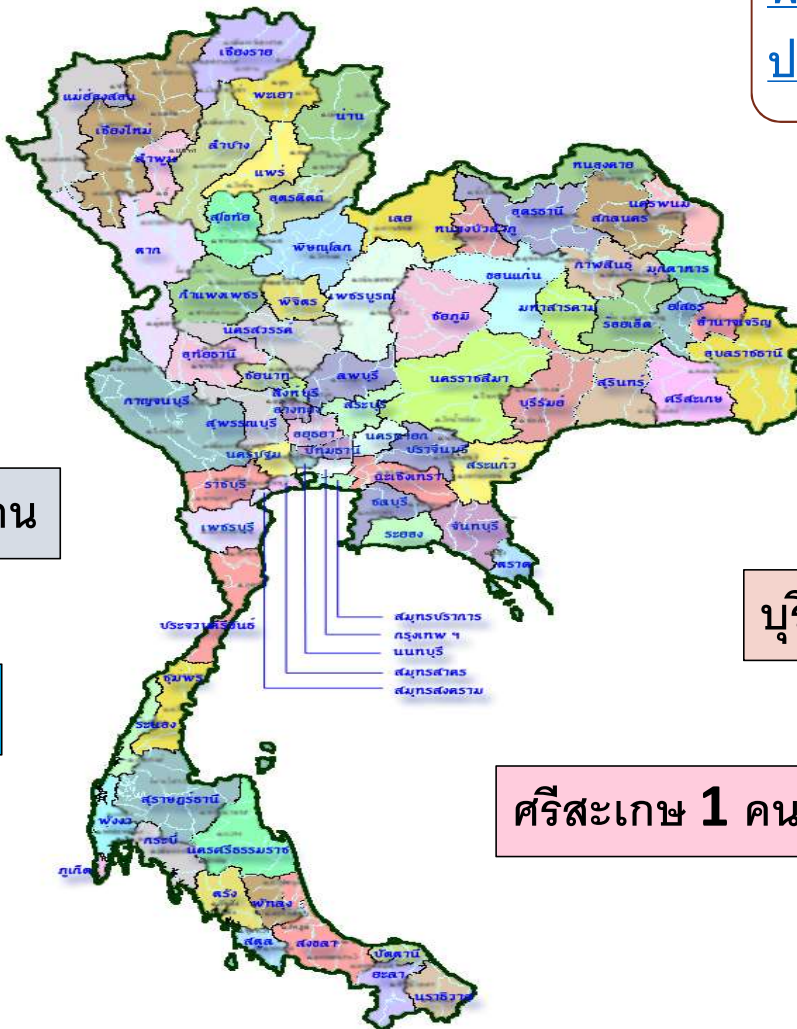 ป
เชียงราย
แม่ฮ่องสอน
พะเยา
น่าน
เชียงใหม่
ลำพูน
ลำปาง
แพร่
อุตรดิตถ์
หนองคาย
เลย
อุดรธานี
นครพนม
สกลนคร
หนองบัวลำภู
สุโขทัย
ตาก
พิษณุโลก
ขอนแก่น
กาฬสินธุ์
มุกดาหาร
กำแพงเพชร
พิจิตร
เพชรบูรณ์
ชัยภูมิ
มหาสารคาม
ร้อยเอ็ด
ยโสธร
อำนาจเจริญ
นครสวรรค์
อุบลราชธานี
อุทัยธานี
ชัยนาท
ลพบุรี
นครราชสีมา
สุรินทร์
บุรีรัมย์
ศรีสะเกษ
กาญจนบุรี
สิงห์บุรี
อ่างทอง
สระบุรี
สุพรรณบุรี
อยุธยา
นครนายก
นครปฐม
ปทุมธานี
ปราจีนบุรี
สระแก้ว
ราชบุรี
ฉะเชิงเทรา
ชลบุรี
เพชรบุรี
ระยอง
จันทบุรี
ตราด
าน
ประจวบคีรีขันธ์
สมุทรปราการ
กรุงเทพ ฯ
นนทบุรี
สมุทรสาคร
สมุทรสงคราม
บุรี
ชุมพร
ระนอง
สุราษฎร์ธานี
พังงา
กระบี่
นครศรีธรรมราช
ภูเก็ต
ศรีสะเกษ 1 คน
ตรัง
พัทลุง
สตูล
สงขลา
ปัตตานี
ยะลา
นราธิวาส